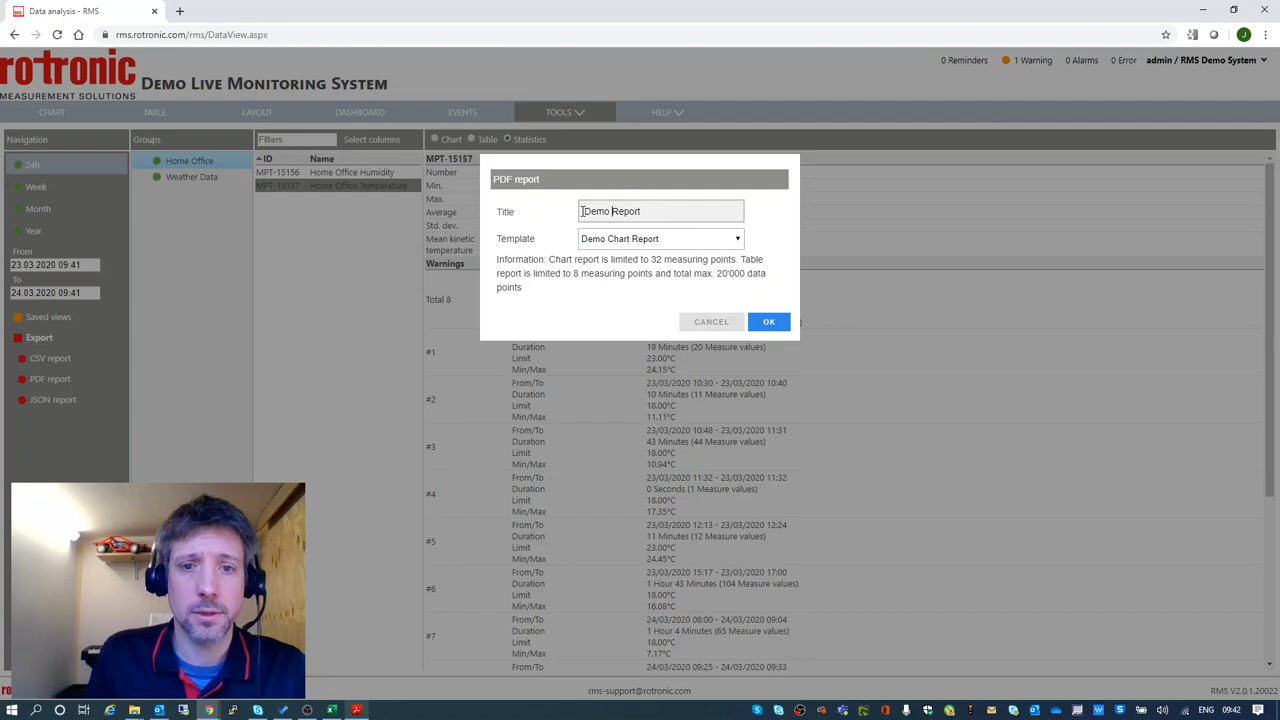 Data analysis - RMS
rms.rotronic.com/rms/DataView.aspx
J
rotronic
MEASUREMENT SOLUTIONS
DEMO LIVE MONITORING SYSTEM
0 Reminders
1 Warning
0 Alarms
0 Error
admin / RMS Demo System
CHART
TABLE
LAYOUT
DASHBOARD
EVENTS
TOOLS
HELP
Navigation
24h
Week
Month
Year
From
23.03.2020 09:41
To
24.03.2020 09:41
Saved views
Export
CSV report
PDF report
JSON report
Groups
Home Office
Weather Data
Filters
Select columns
ID Name
MPT-15156 Home Office Humidity
MPT-15157 Home Office Temperature
Chart Table Statistics
MPT-15157
Number
Min.
Max.
Average
Std. dev.
Mean kinetic
temperature
Warnings
Total 8
PDF report
Title Demo Report
Template Demo Chart Report
Information: Chart report is limited to 32 measuring points. Table
report is limited to 8 measuring points and total max. 20'000 data
points
CANCEL OK
#1
Duration 19 Minutes (20 Measure values)
Limit 23.00°C
Min/Max 24.15°C
#2
From/To 23/03/2020 10:30 - 23/03/2020 10:40
Duration 10 Minutes (11 Measure values)
Limit 18.00°C
Min/Max 11.11°C
#3
From/To 23/03/2020 10:48 - 23/03/2020 11:31
Duration 43 Minutes (44 Measure values)
Limit 18.00°C
Min/Max 10.94°C
#4
From/To 23/03/2020 11:32 - 23/03/2020 11:32
Duration 0 Seconds (1 Measure values)
Limit 18.00°C
Min/Max 17.35°C
#5
From/To 23/03/2020 12:13 - 23/03/2020 12:24
Duration 11 Minutes (12 Measure values)
Limit 23.00°C
Min/Max 24.45°C
#6
From/To 23/03/2020 15:17 - 23/03/2020 17:00
Duration 1 Hour 43 Minutes (104 Measure values)
Limit 18.00°C
Min/Max 16.08°C
#7
From/To 24/03/2020 08:00 - 24/03/2020 09:04
Duration 1 Hour 4 Minutes (65 Measure values)
Limit 18.00°C
Min/Max 7.17°C
From/To 24/03/2020 09:25 - 24/03/2020 09:33
ro
rms-support@rotronic.com
RMS V2.0.1.20022
ENG
09:42